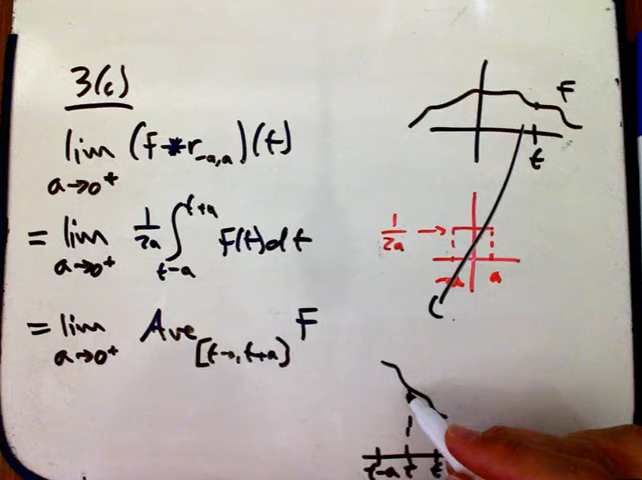 3(c)
lim (f*r_{-a,a})(t)
a→0⁺
= lim 1/2a ∫_{t-a}^{t+a} F(t)dt
a→0⁺
= lim Ave_{[t-a,t+a]} F
a→0⁺
F
t
1/2a →
-a a
t-a t t